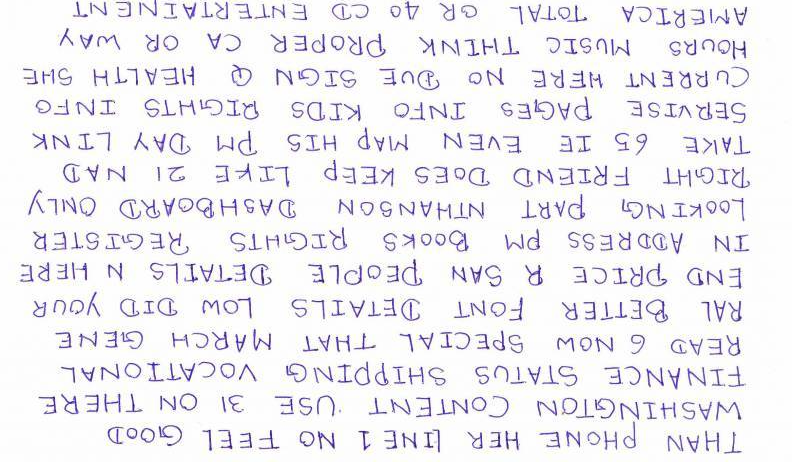 THAN PHONE HER LINE 1 NO FEEL GOOD
WASHINGTON CONTENT USE 31 ON THERE
FINANCE STATUS SHIPPING VOCATIONAL
READ 6 NOW SPECIAL THAT MARCH GENE
RAL BETTER FONT DETAILS LOW DID YOUR
END PRICE R SAN PEOPLE DETAILS N HERE
IN ADDRESS PM BOOKS RIGHTS REGISTER
LOOKING PART NTHANSON DASHBOARD ONLY
RIGHT FRIEND DOES KEEP LIKE 21 NAD
TAKE 65 IE EVEN MAP HIS PM DAY LINK
SERVISE PAGES INFO KIDS RIGHTS INFO
CURRENT HERE NO DUE SIGN Q HEALTH SHE
HOURS MUSIC THINK PROPER CA OR WAY
AMERICA TOTAL GR 40 CD ENTERTAINENT